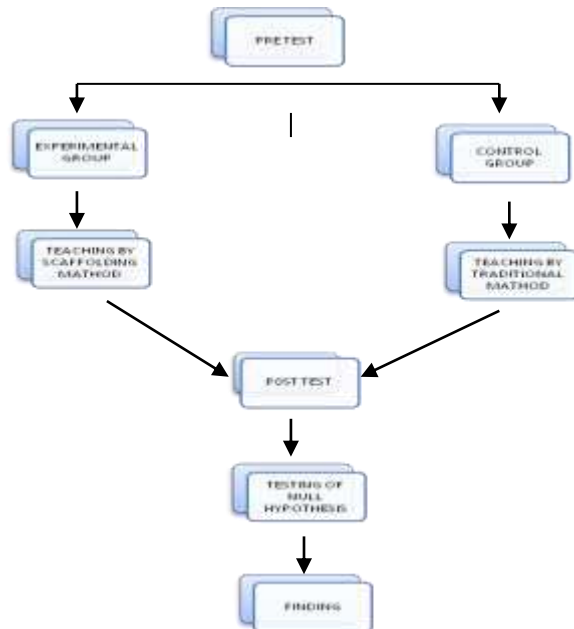 PRETEST
EXPERIMENTAL
GROUP
CONTROL
GROUP
TEACHING BY
SCAFFOLDING
MATHOD
TEACHING BY
TRADITIONAL
MATHOD
POST TEST
TESTING OF
NULL
HYPOTHESIS
FINDING